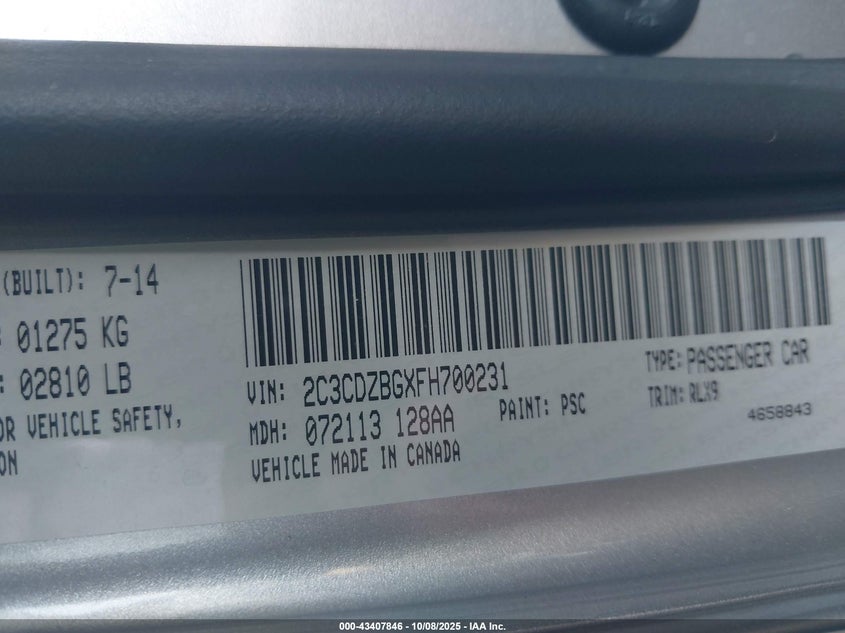 (BUILT): 7-14
: 01275 KG
: 02810 LB
OR VEHICLE SAFETY,
ON
VIN: 2C3CDZBGXFH700231
TYPE: PASSENGER CAR
MDH: 072113 128AA
PAINT: PSC
TRIM: RLX9
VEHICLE MADE IN CANADA
4658843
000-43407846 - 10/08/2025 - IAA Inc.